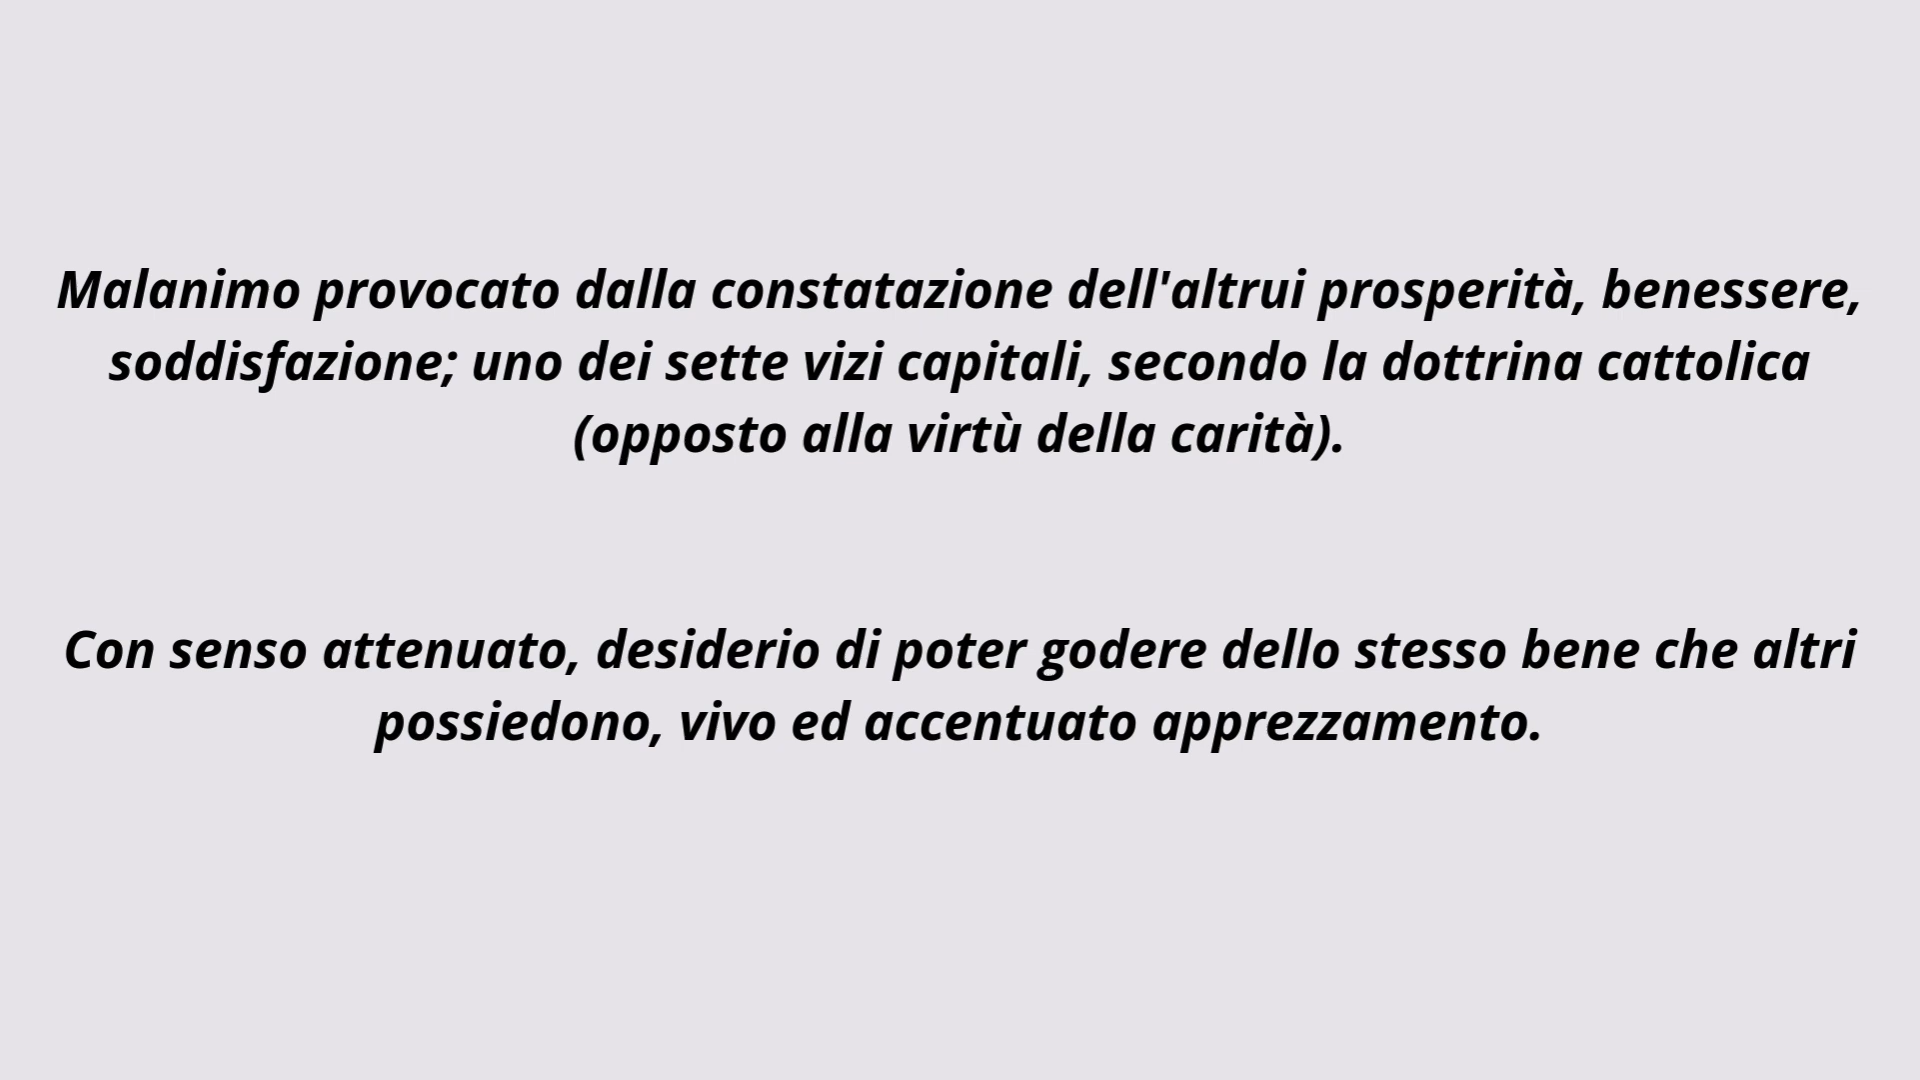 Malanimo provocato dalla constatazione dell'altrui prosperità, benessere,
soddisfazione; uno dei sette vizi capitali, secondo la dottrina cattolica
(opposto alla virtù della carità).
Con senso attenuato, desiderio di poter godere dello stesso bene che altri
possiedono, vivo ed accentuato apprezzamento.